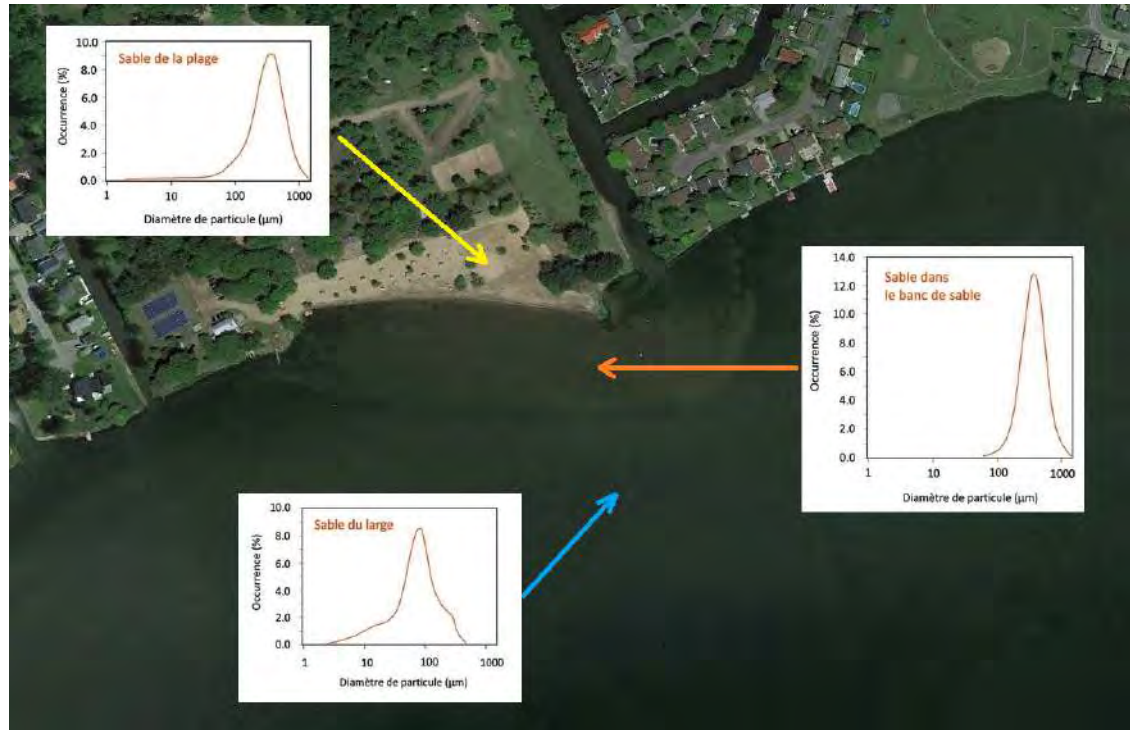 10.0
Sable de la plage
8.0
6.0
4.0
2.0
0.0
Occurrence (%)
1 10 100 1000
Diamètre de particule (µm)
14.0
Sable dans
le banc de sable
12.0
10.0
8.0
6.0
4.0
2.0
0.0
Occurrence (%)
1 10 100 1000
Diamètre de particule (µm)
10.0
Sable du large
8.0
6.0
4.0
2.0
0.0
Occurrence (%)
1 10 100 1000
Diamètre de particule (µm)